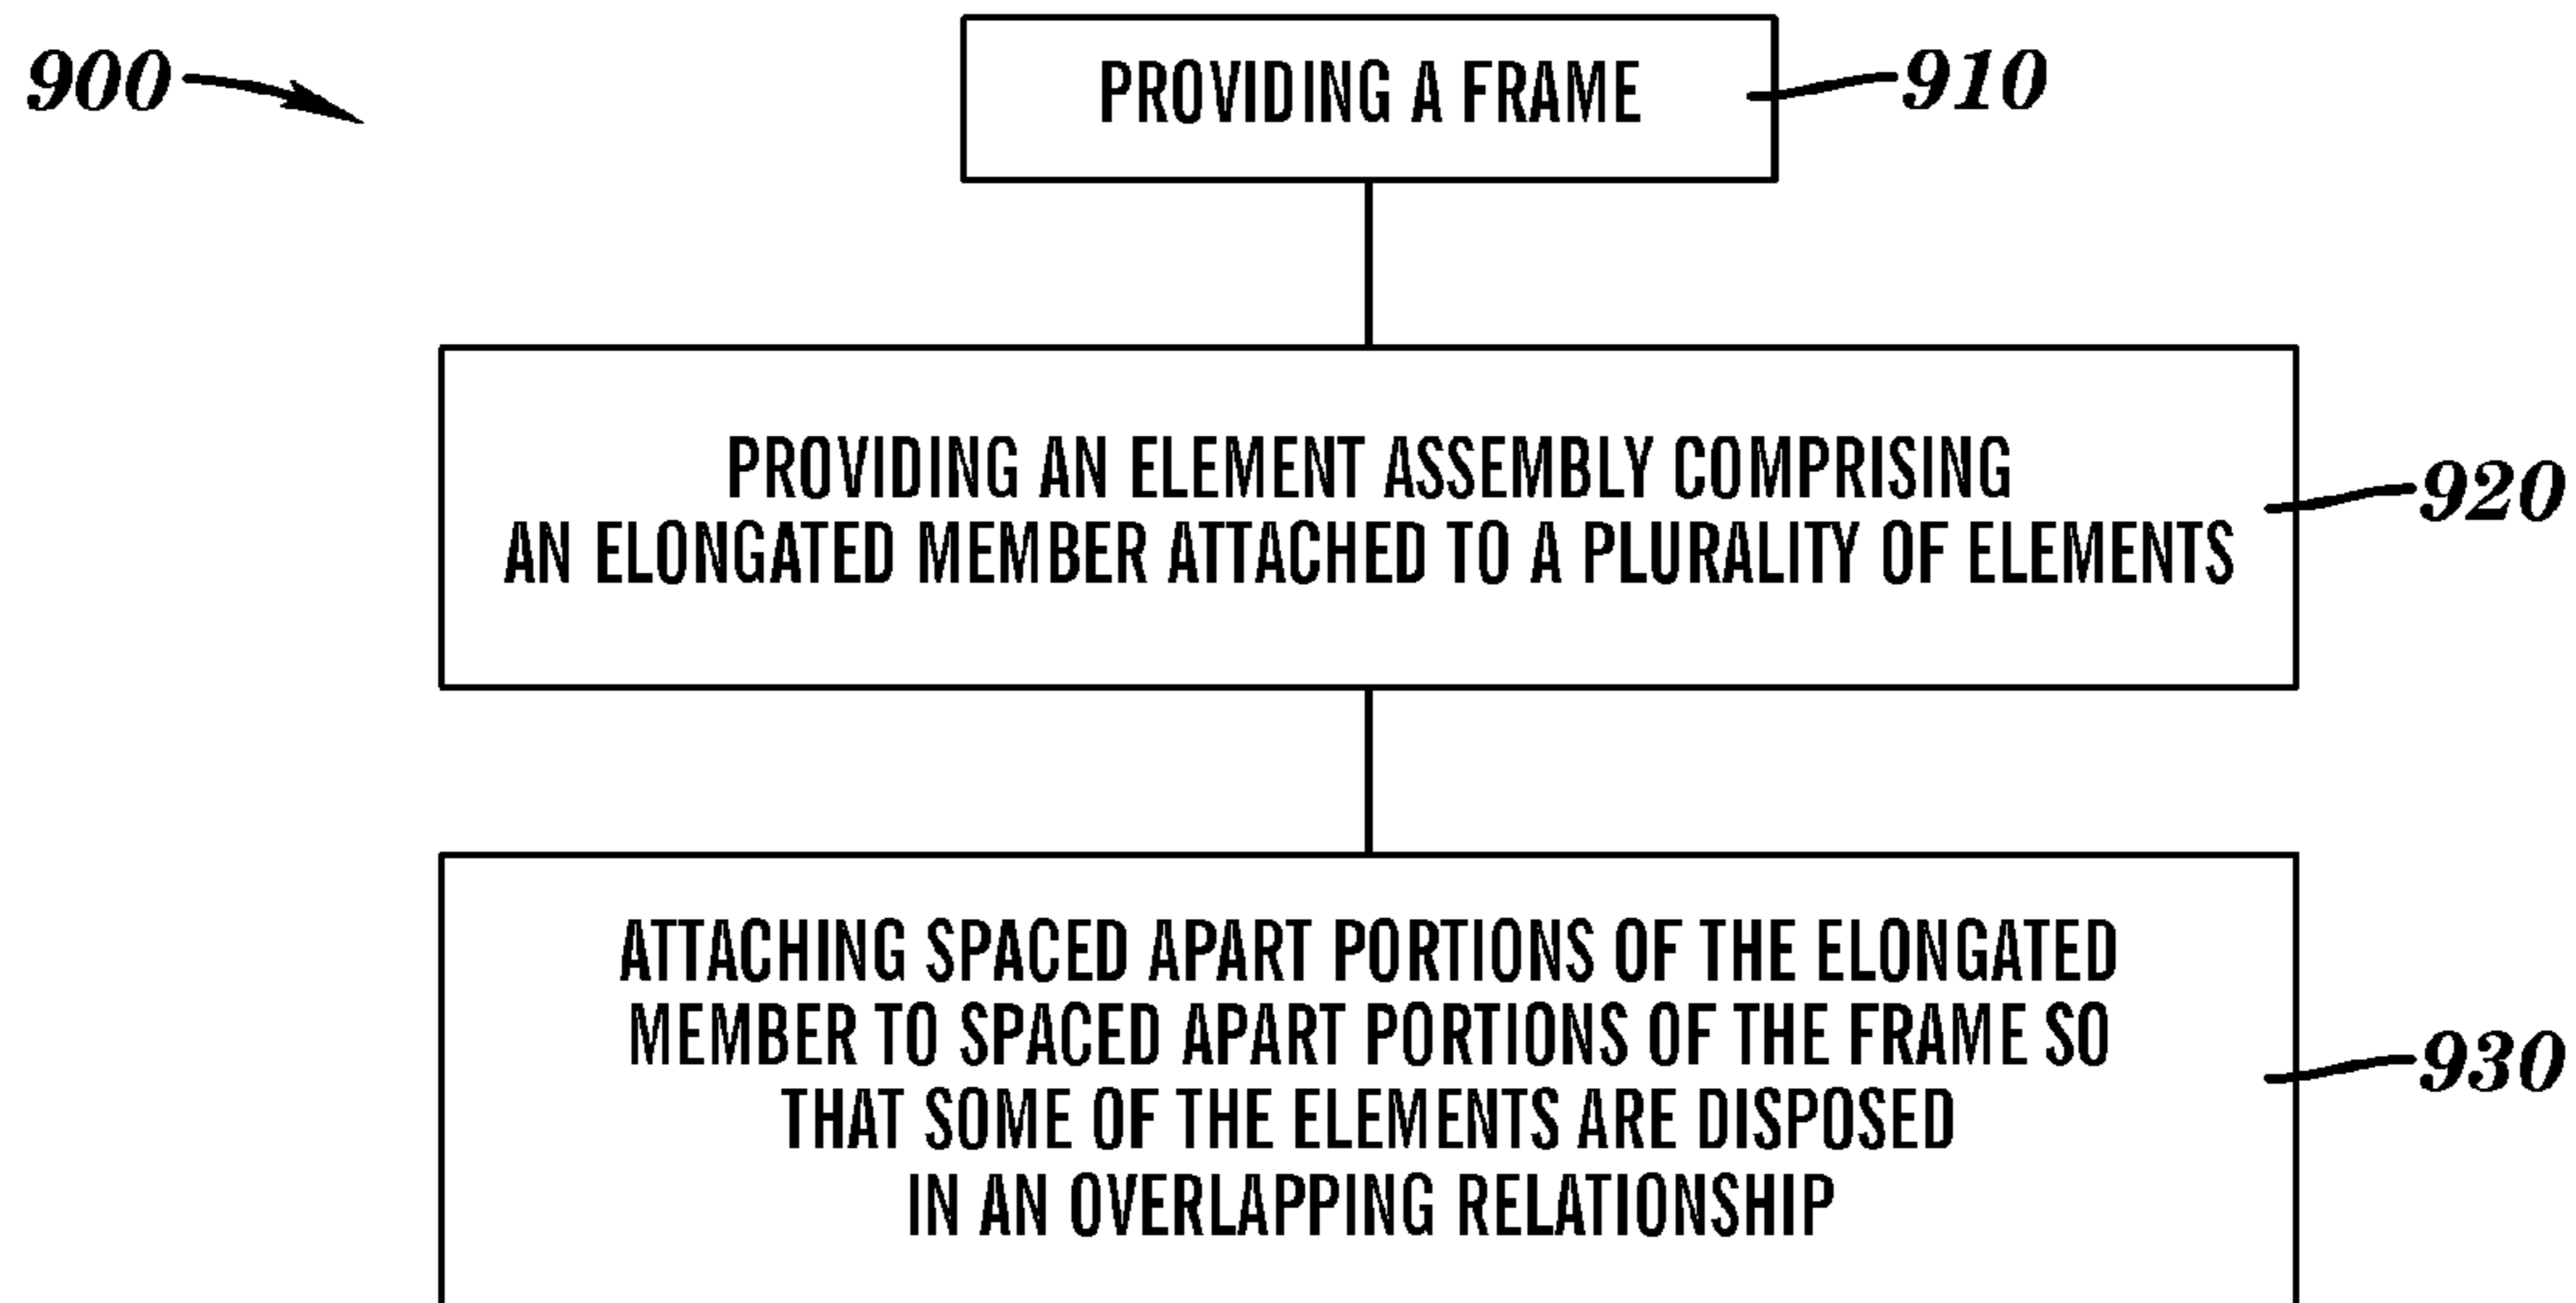 900
PROVIDING A FRAME
910
PROVIDING AN ELEMENT ASSEMBLY COMPRISING
AN ELONGATED MEMBER ATTACHED TO A PLURALITY OF ELEMENTS
920
ATTACHING SPACED APART PORTIONS OF THE ELONGATED
MEMBER TO SPACED APART PORTIONS OF THE FRAME SO
THAT SOME OF THE ELEMENTS ARE DISPOSED
IN AN OVERLAPPING RELATIONSHIP
930